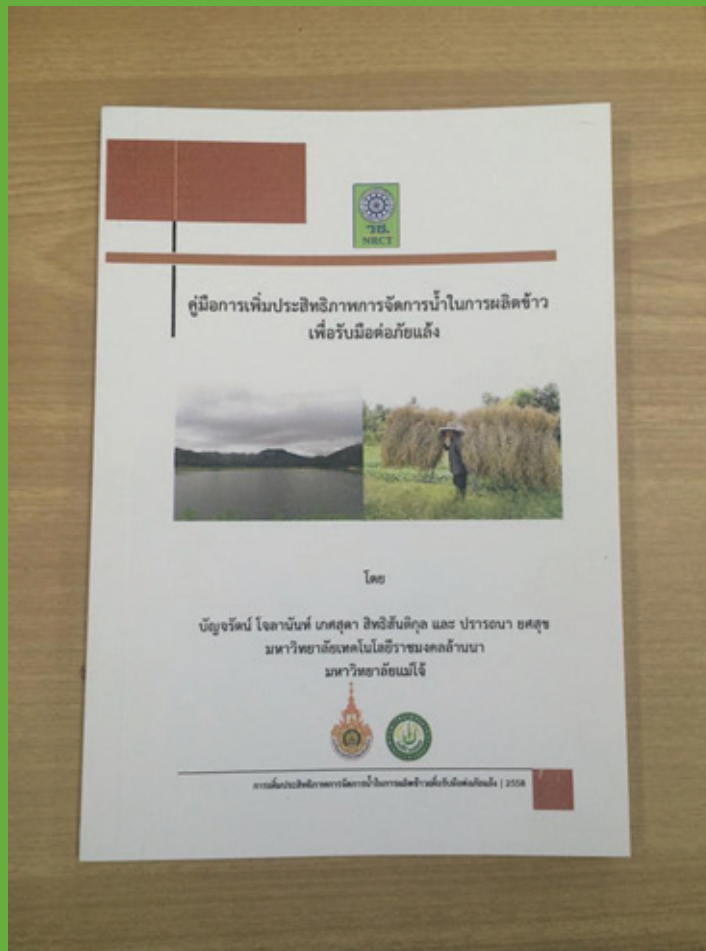 วช.
NRCT
คู่มือการเพิ่มประสิทธิภาพการจัดการน้ำในการผลิตข้าว
เพื่อรับมือต่อภัยแล้ง
โดย
บัญจรัตน์ โจลานันท์ เกศสุดา สิทธิสันติกุล และ ปรารถนา ยศสุข
มหาวิทยาลัยเทคโนโลยีราชมงคลล้านนา
มหาวิทยาลัยแม่โจ้
การเพิ่มประสิทธิภาพการจัดการน้ำในการผลิตข้าวเพื่อรับมือต่อภัยแล้ง | 2558